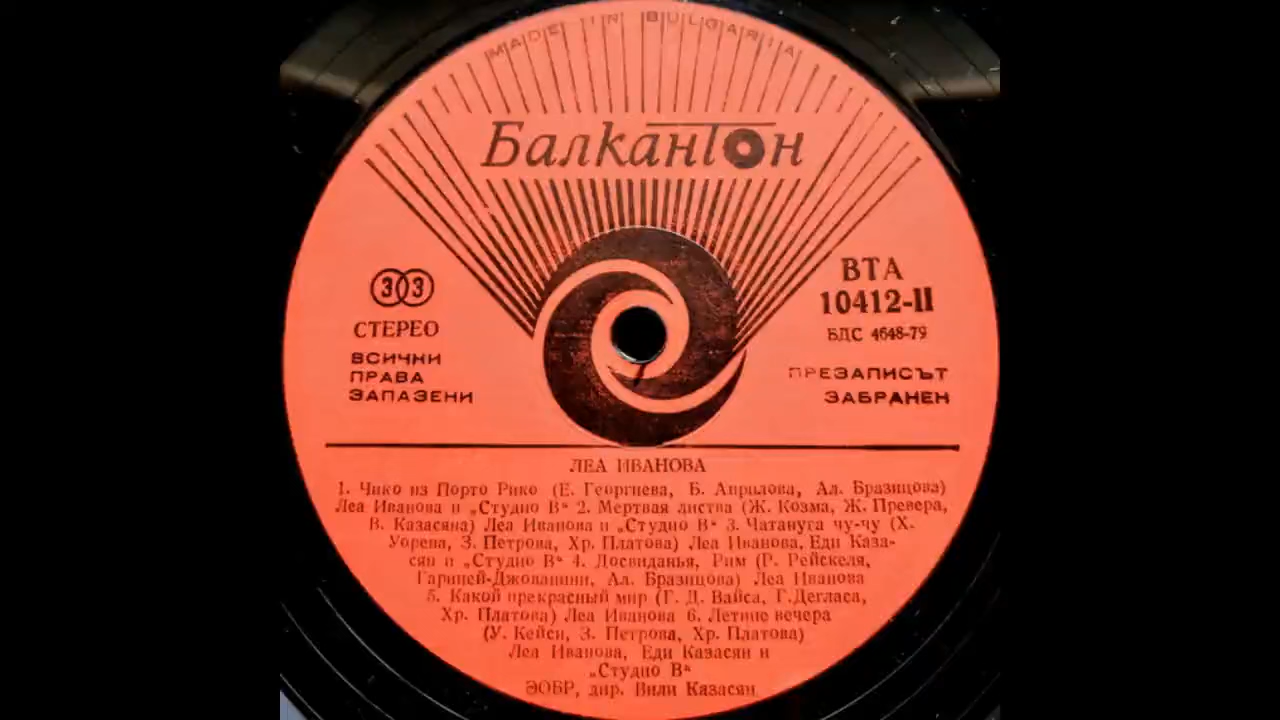 MADE IN BULGARIA
Балкантон
33
СТЕРЕО
ВСИЧКИ
ПРАВА
ЗАПАЗЕНИ
ВТА
10412-II
БДС 4648-79
ПРЕЗАПИСЪТ
ЗАБРАНЕН
ЛЕА ИВАНОВА
1. Чико из Порто Рико (Е. Георгиева, Б. Априлова, Ал. Бразицова)
Леа Иванова и „Студио В“ 2. Мертвая листва (Ж. Козма, Ж. Превера,
В. Казасяна) Леа Иванова и „Студио В“ 3. Чатануга чу-чу (Х.
Уорена, З. Петрова, Хр. Платова) Леа Иванова, Еди Каза-
сян и „Студио В“ 4. Досвиданья, Рим (Р. Рейскеля,
Гариней-Джованини, Ал. Бразицова) Леа Иванова
5. Какой прекрасный мир (Г. Д. Вайса, Г. Дегласа,
Хр. Платова) Леа Иванова 6. Летние вечера
(У. Кейси, З. Петрова, Хр. Платова)
Леа Иванова, Еди Казасян и
„Студио В“
ЭОБР, дир. Вили Казасян